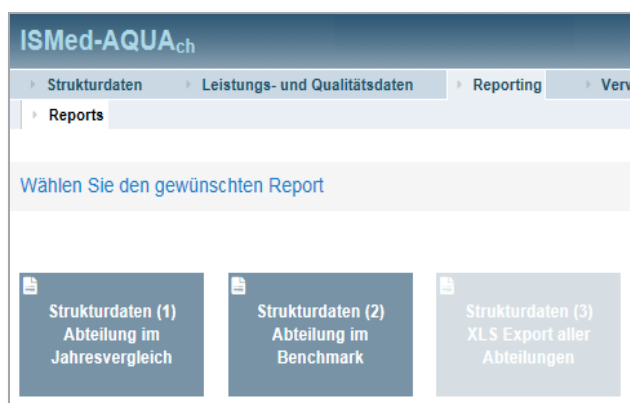 ISMed-AQUAch
Strukturdaten Leistungs- und Qualitätsdaten Reporting
Reports
Wählen Sie den gewünschten Report
Strukturdaten (1)
Abteilung im
Jahresvergleich
Strukturdaten (2)
Abteilung im
Benchmark
Strukturdaten (3)
XLS Export aller
Abteilungen